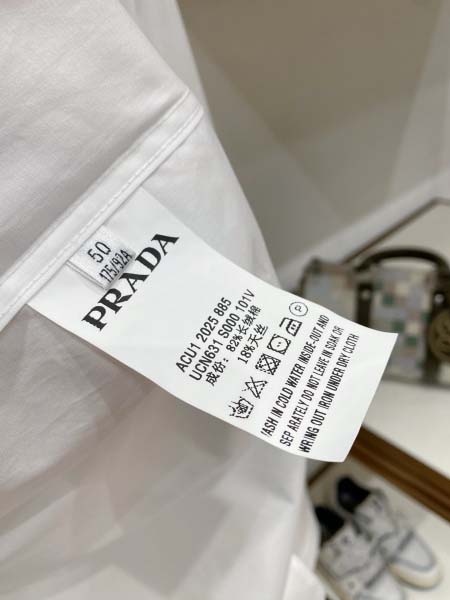 50
175/92A
PRADA
ACU1 2025 885
UCN631 S000 101V
成份: 82%长绒棉
18%天丝
P
WASH IN COLD WATER INSIDE-OUT AND
SEP ARATELY DO NOT LEAVE IN SOAK OR
WRING OUT IRON UNDER DRY CLOTH